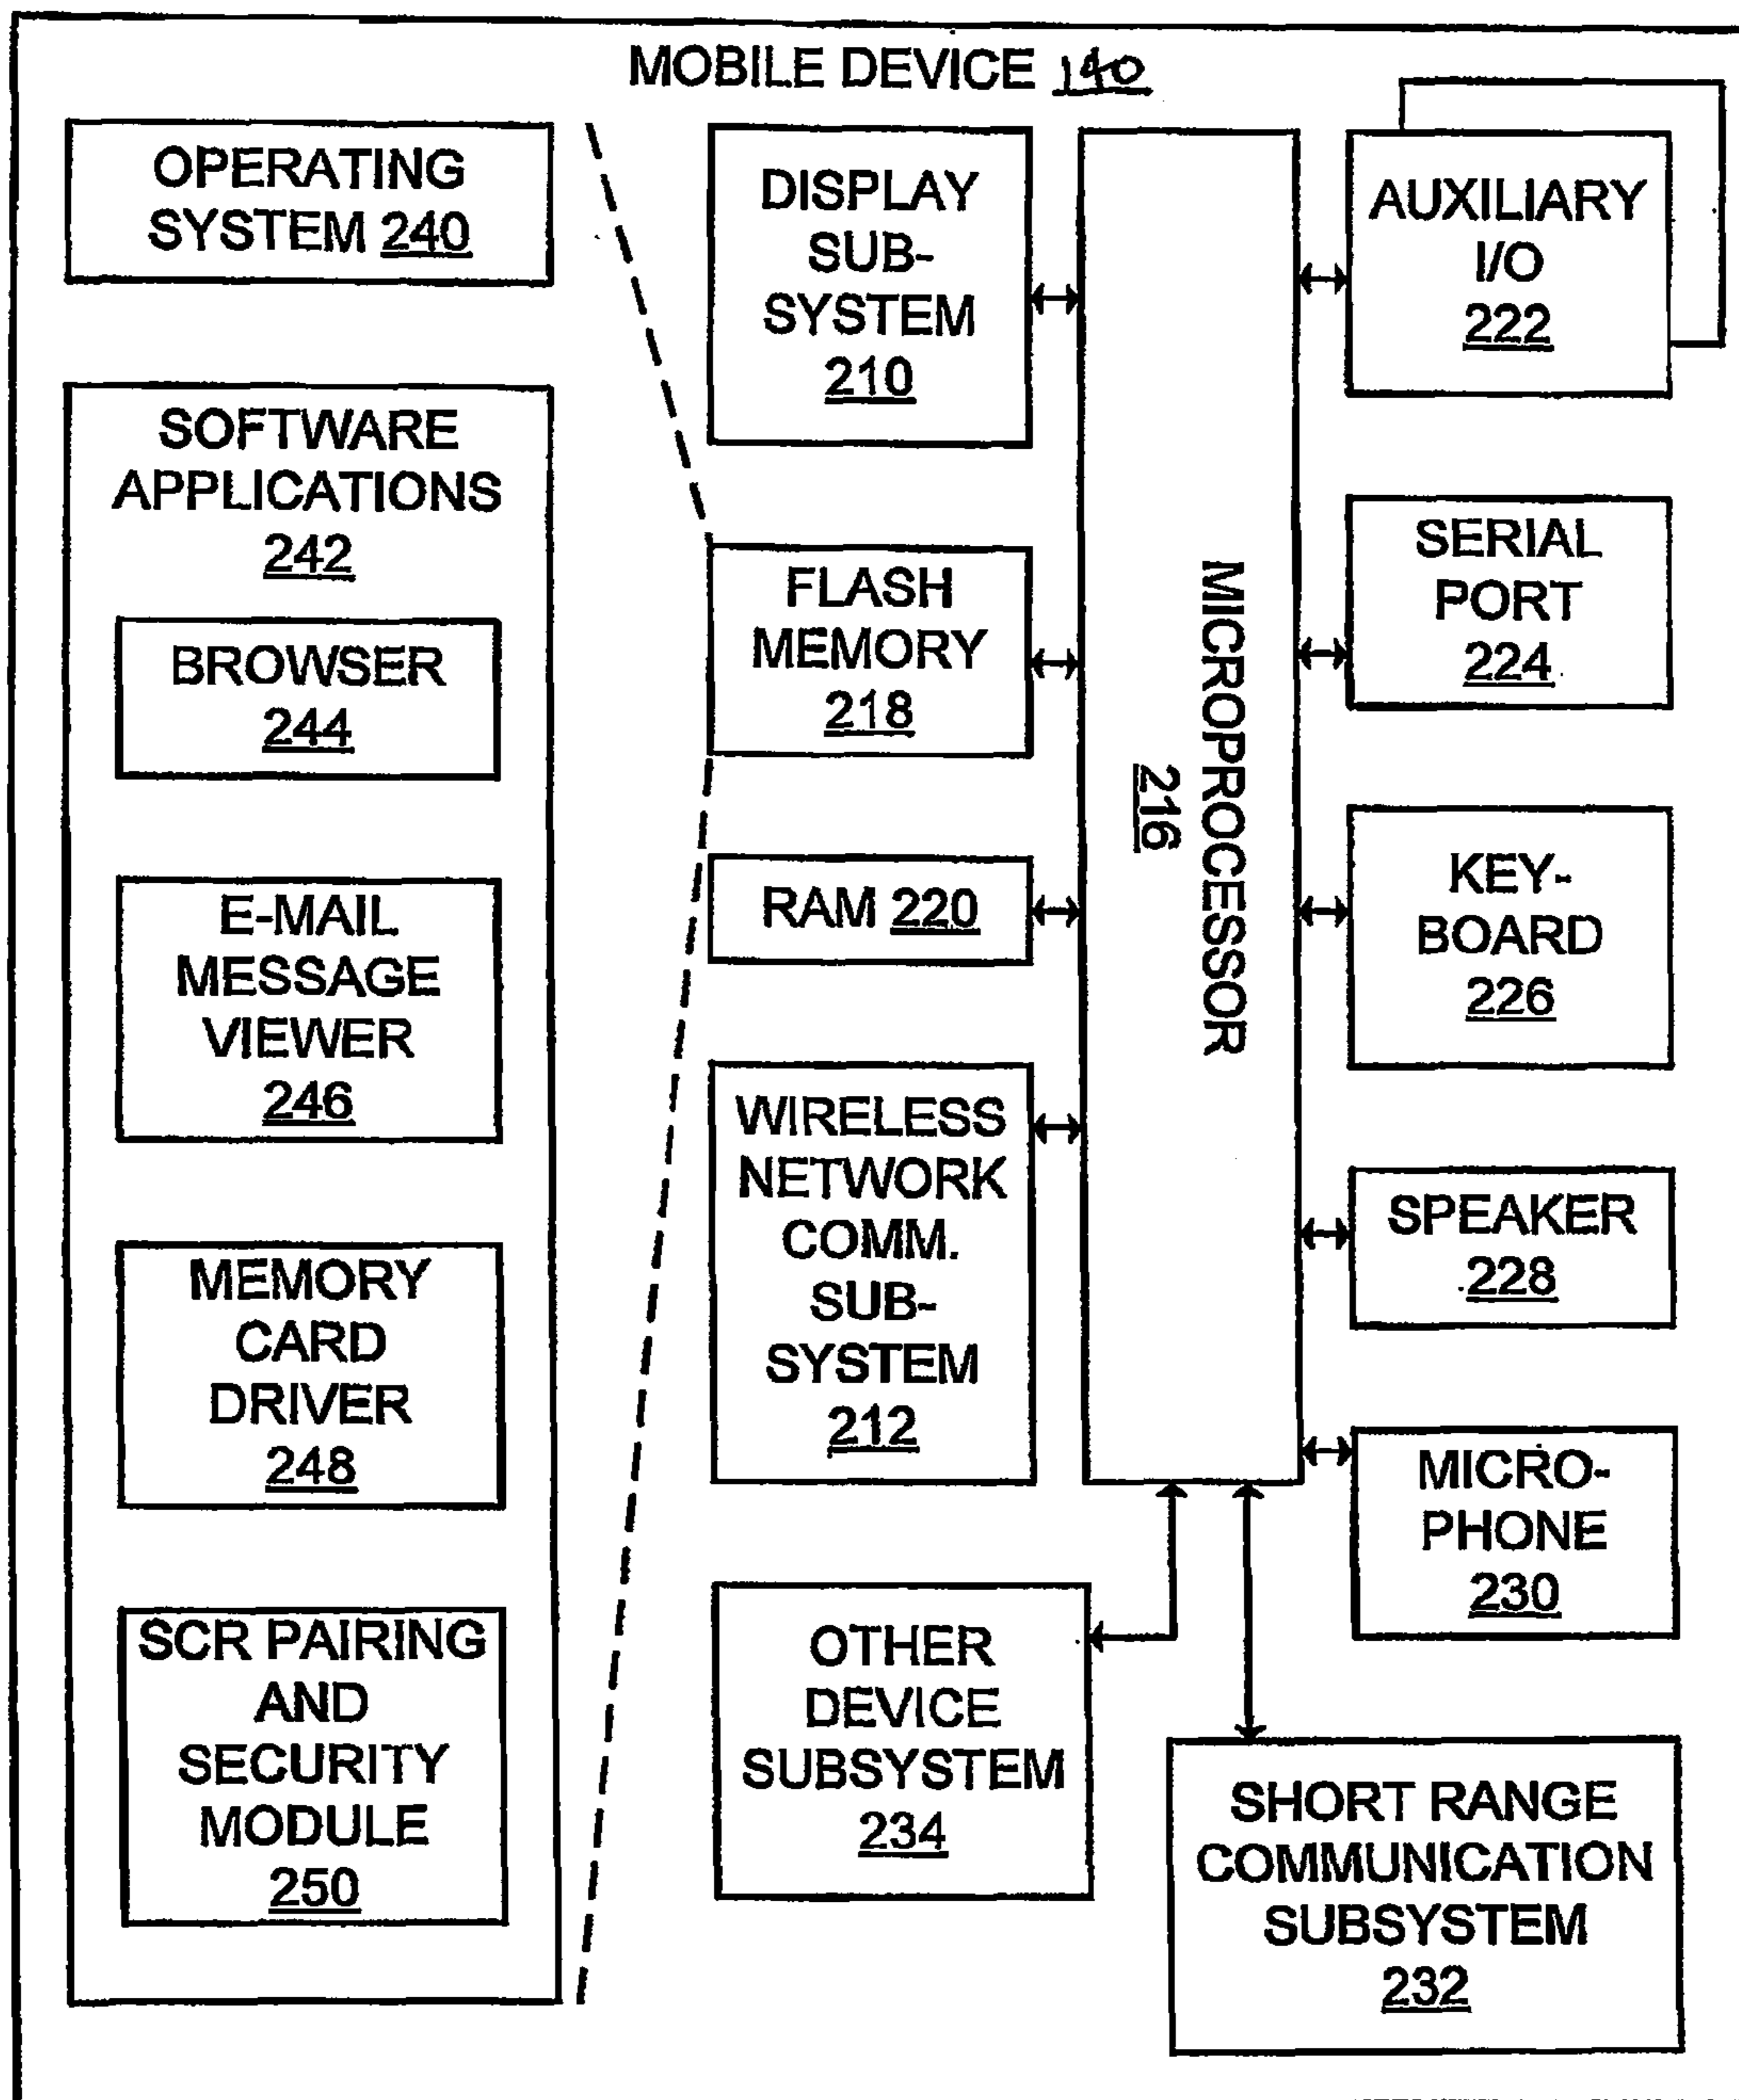 MOBILE DEVICE 140
OPERATING
SYSTEM 240
SOFTWARE
APPLICATIONS
242
BROWSER
244
E-MAIL
MESSAGE
VIEWER
246
MEMORY
CARD
DRIVER
248
SCR PAIRING
AND
SECURITY
MODULE
250
DISPLAY
SUB-
SYSTEM
210
FLASH
MEMORY
218
RAM 220
WIRELESS
NETWORK
COMM.
SUB-
SYSTEM
212
OTHER
DEVICE
SUBSYSTEM
234
MICROPROCESSOR
216
AUXILIARY
I/O
222
SERIAL
PORT
224
KEY-
BOARD
226
SPEAKER
228
MICRO-
PHONE
230
SHORT RANGE
COMMUNICATION
SUBSYSTEM
232